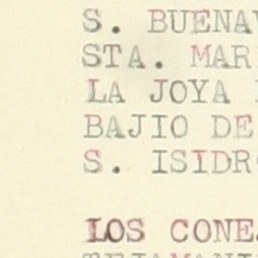 S. BUENAV
STA. MAR
LA JOYA
BAJIO DE
S. ISIDR
LOS CONE